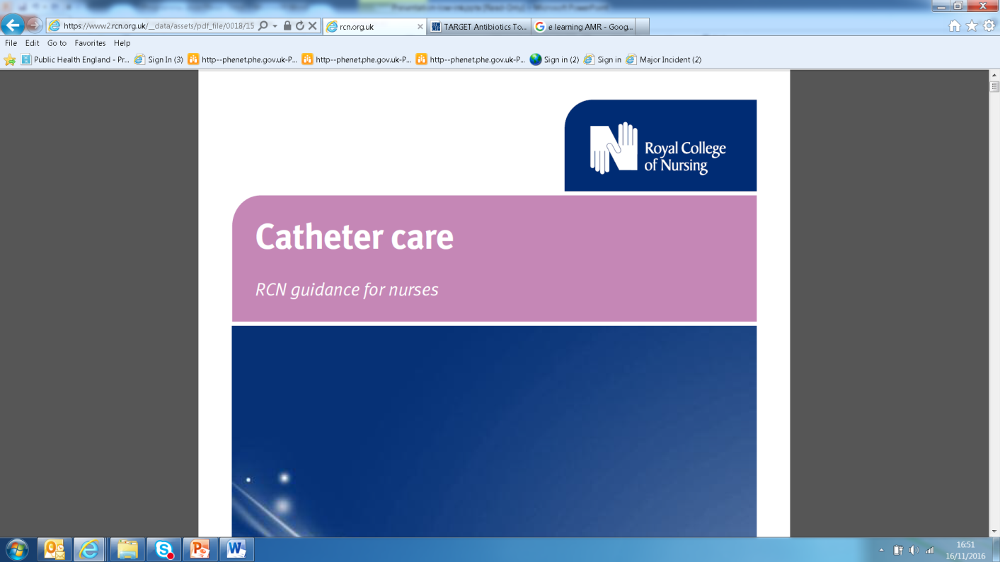 https://www2.rcn.org.uk/__data/assets/pdf_file/0018/15
rcn.org.uk
TARGET Antibiotics To...
e learning AMR - Goog...
File Edit Go to Favorites Help
Public Health England - Pr... Sign In (3) http--phenet.phe.gov.uk-P... http--phenet.phe.gov.uk-P... http--phenet.phe.gov.uk-P... Sign in (2) Sign in Major Incident (2)
Royal College
of Nursing
Catheter care
RCN guidance for nurses
16:51
16/11/2016